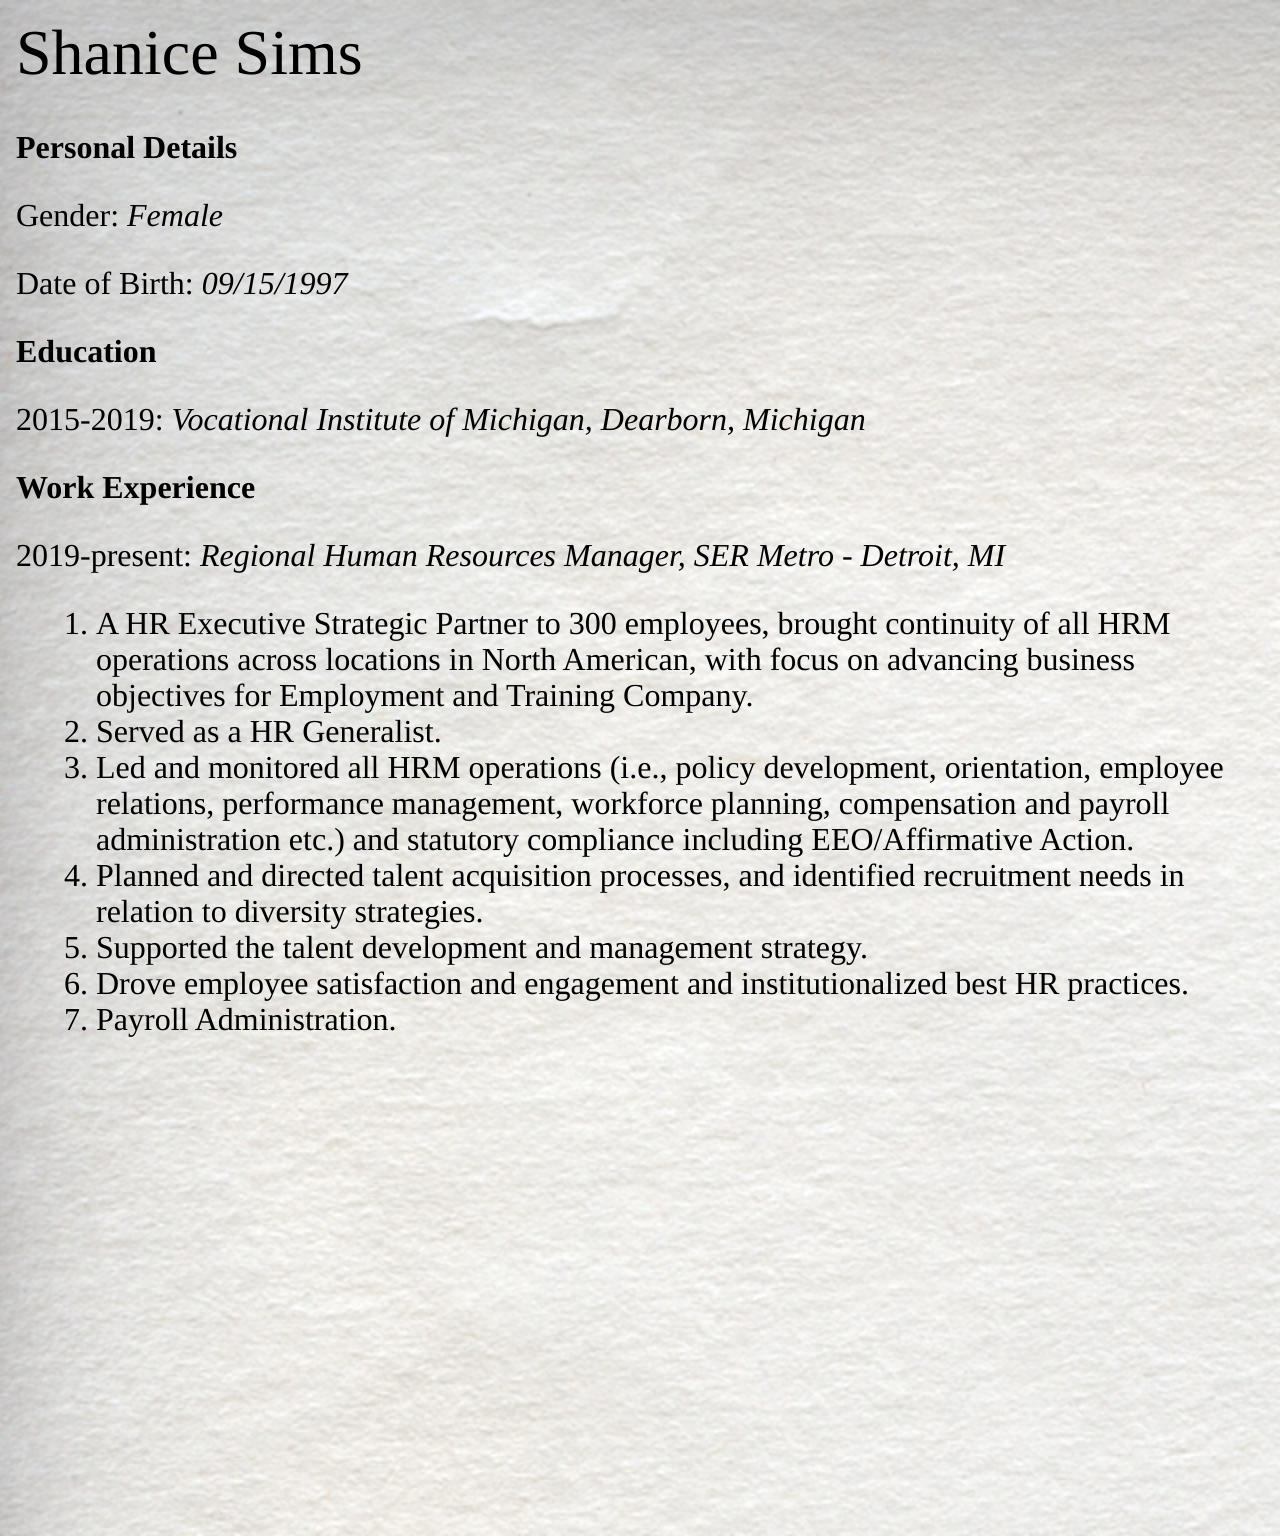 Shanice Sims
Personal Details
Gender: Female
Date of Birth: 09/15/1997
Education
2015-2019: Vocational Institute of Michigan, Dearborn, Michigan
Work Experience
2019-present: Regional Human Resources Manager, SER Metro - Detroit, MI
1. A HR Executive Strategic Partner to 300 employees, brought continuity of all HRM
operations across locations in North American, with focus on advancing business
objectives for Employment and Training Company.
2. Served as a HR Generalist.
3. Led and monitored all HRM operations (i.e., policy development, orientation, employee
relations, performance management, workforce planning, compensation and payroll
administration etc.) and statutory compliance including EEO/Affirmative Action.
4. Planned and directed talent acquisition processes, and identified recruitment needs in
relation to diversity strategies.
5. Supported the talent development and management strategy.
6. Drove employee satisfaction and engagement and institutionalized best HR practices.
7. Payroll Administration.